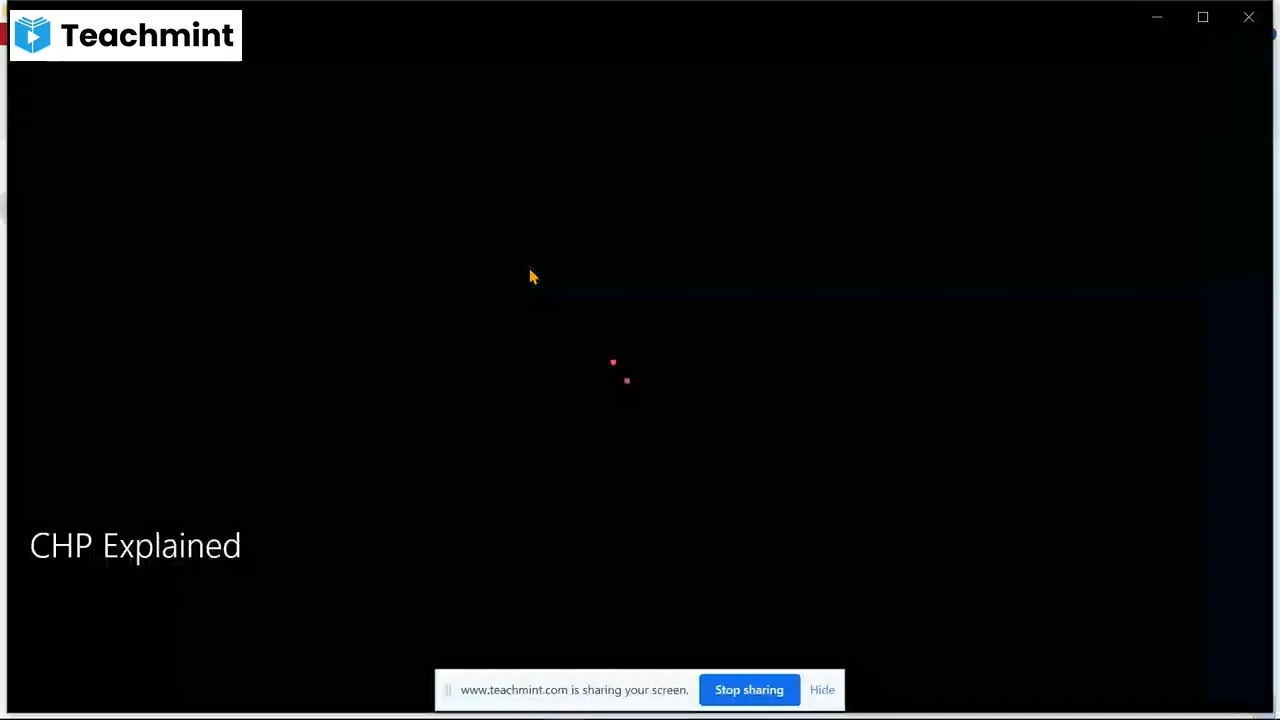 Teachmint
CHP Explained
www.teachmint.com is sharing your screen.
Stop sharing
Hide